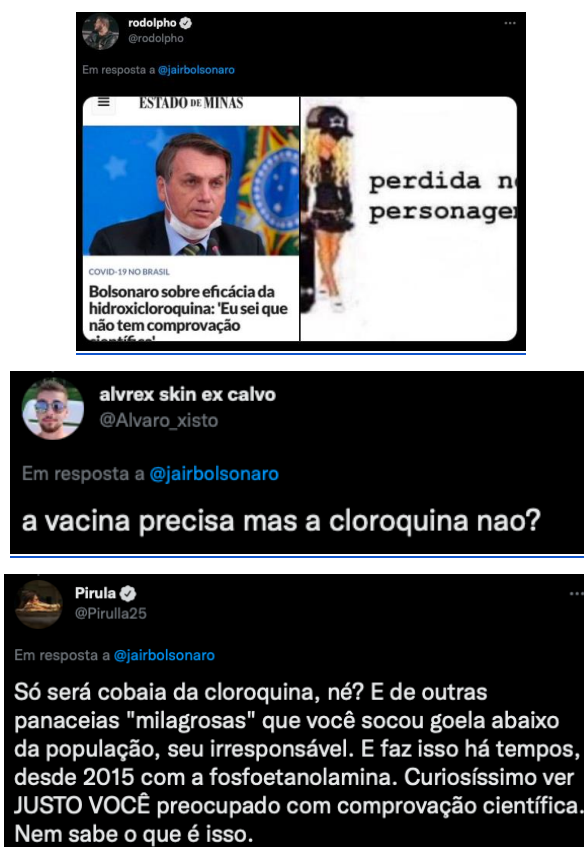 rodolpho
@rodolpho
Em resposta a @jairbolsonaro
ESTADO DE MINAS
COVID-19 NO BRASIL
Bolsonaro sobre eficácia da
hidroxicloroquina: 'Eu sei que
não tem comprovação
científica'
perdida n
personage
alvrex skin ex calvo
@Alvaro_xisto
Em resposta a @jairbolsonaro
a vacina precisa mas a cloroquina nao?
Pirula
@Pirulla25
Em resposta a @jairbolsonaro
Só será cobaia da cloroquina, né? E de outras
panaceias "milagrosas" que você socou goela abaixo
da população, seu irresponsável. E faz isso há tempos,
desde 2015 com a fosfoetanolamina. Curiosíssimo ver
JUSTO VOCÊ preocupado com comprovação científica.
Nem sabe o que é isso.